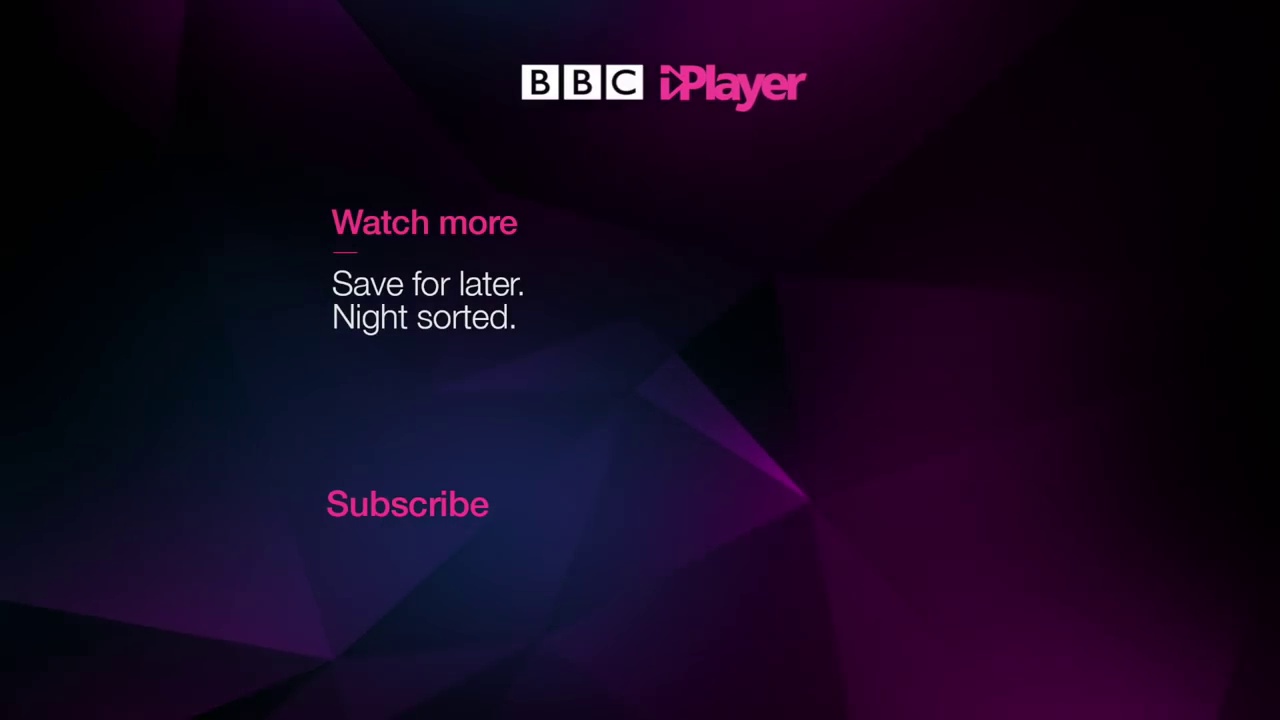 BBC iPlayer
Watch more
Save for later.
Night sorted.
Subscribe